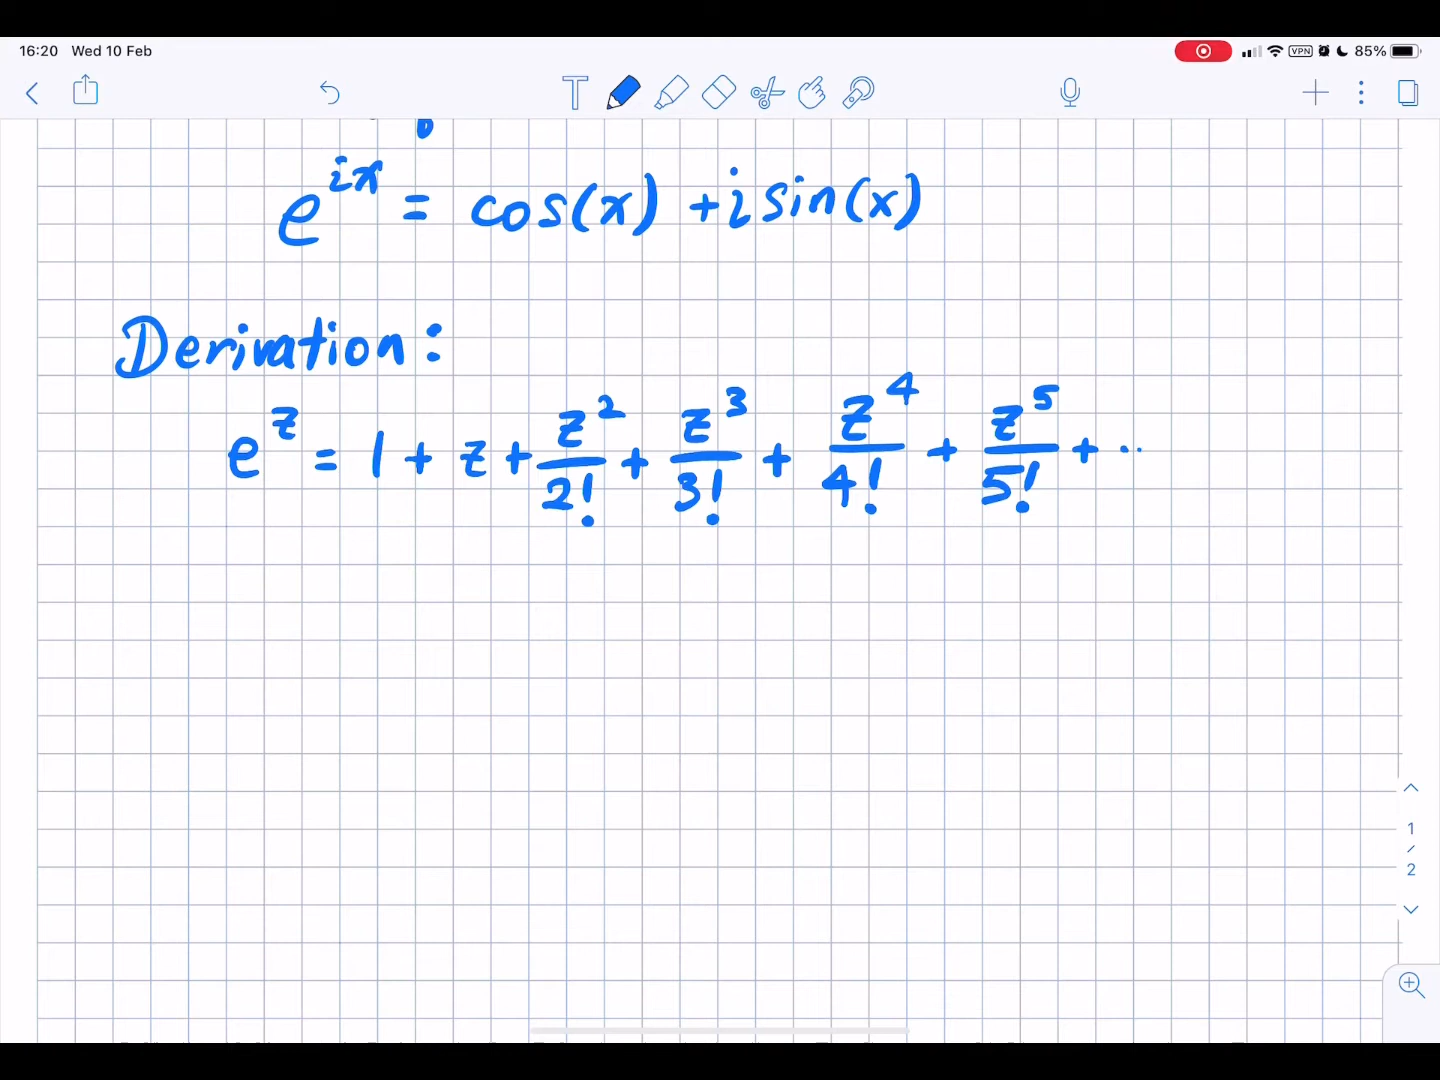 16:20 Wed 10 Feb VPN 85%
T
e^{ix} = cos(x) + i sin(x)
Derivation:
e^z = 1 + z + z^2/2! + z^3/3! + z^4/4! + z^5/5! + ..
1
/
2